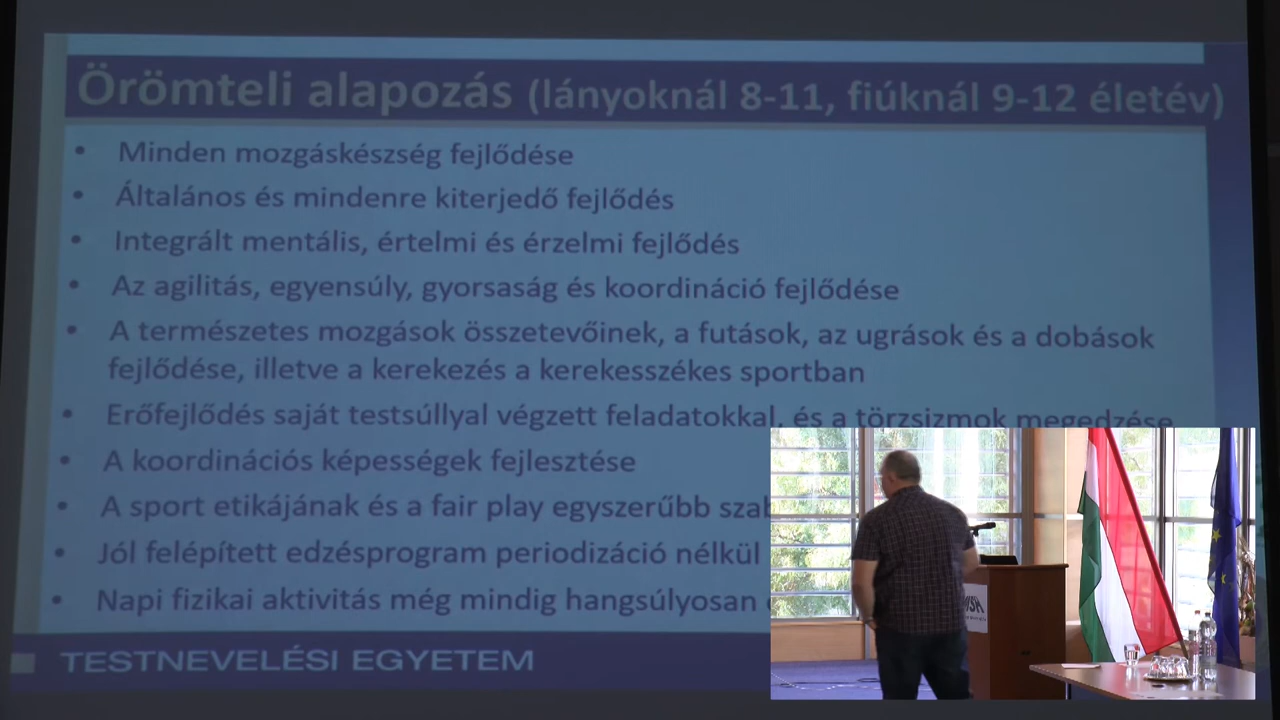 Örömteli alapozás (lányoknál 8-11, fiúknál 9-12 életév)
• Minden mozgáskészség fejlődése
• Általános és mindenre kiterjedő fejlődés
• Integrált mentális, értelmi és érzelmi fejlődés
• Az agilitás, egyensúly, gyorsaság és koordináció fejlődése
• A természetes mozgások összetevőinek, a futások, az ugrások és a dobások
fejlődése, illetve a kerekezés a kerekesszékes sportban
• Erőfejlődés saját testsúllyal végzett feladatokkal, és a törzsizmok megedzése
• A koordinációs képességek fejlesztése
• A sport etikájának és a fair play egyszerűbb
• Jól felépített edzésprogram periodizáció nélkül
• Napi fizikai aktivitás még mindig hangsúlyosan
TESTNEVELÉSI EGYETEM